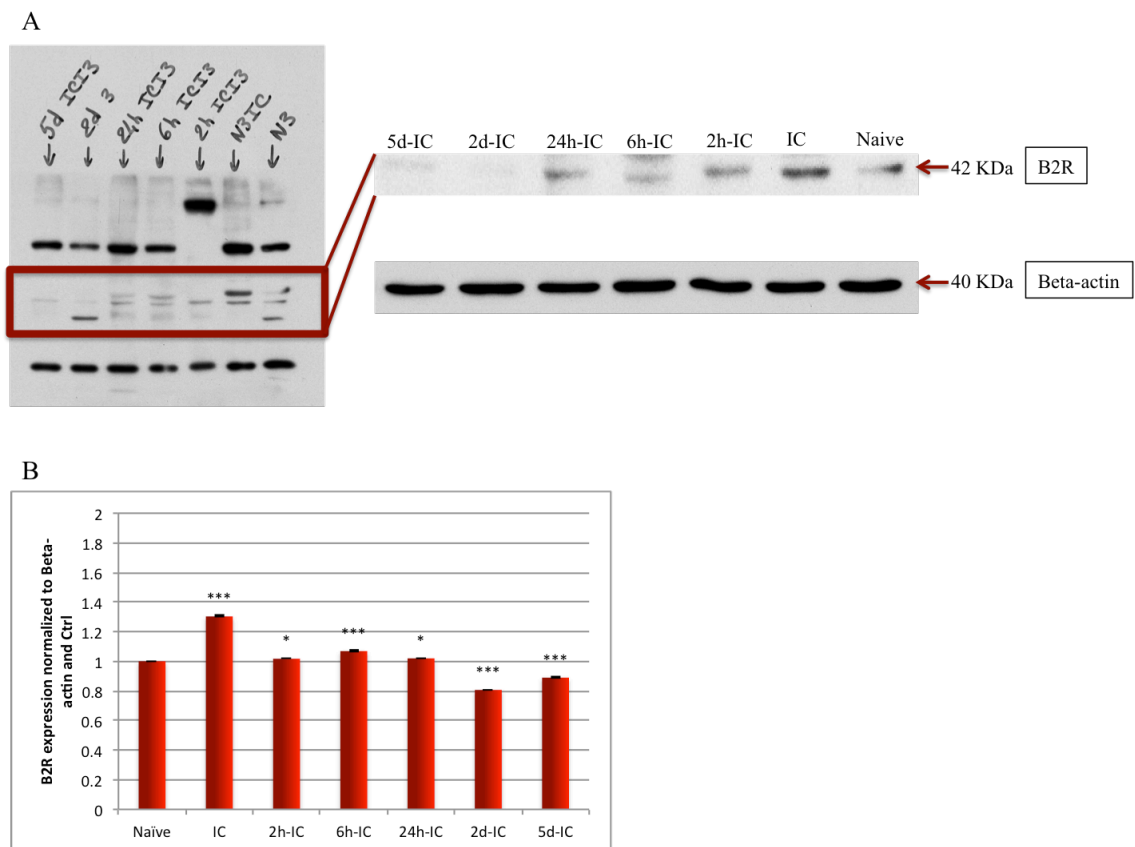 A
5d ICI3
2d 3
24h ICI3
6h ICI3
2h ICI3
N3IC
N3
5d-IC 2d-IC 24h-IC 6h-IC 2h-IC IC Naive
42 KDa B2R
40 KDa Beta-actin
B
B2R expression normalized to Beta-
actin and Ctrl
2
1.8
1.6
1.4
1.2
1
0.8
0.6
0.4
0.2
0
***
*
***
*
***
***
Naïve IC 2h-IC 6h-IC 24h-IC 2d-IC 5d-IC